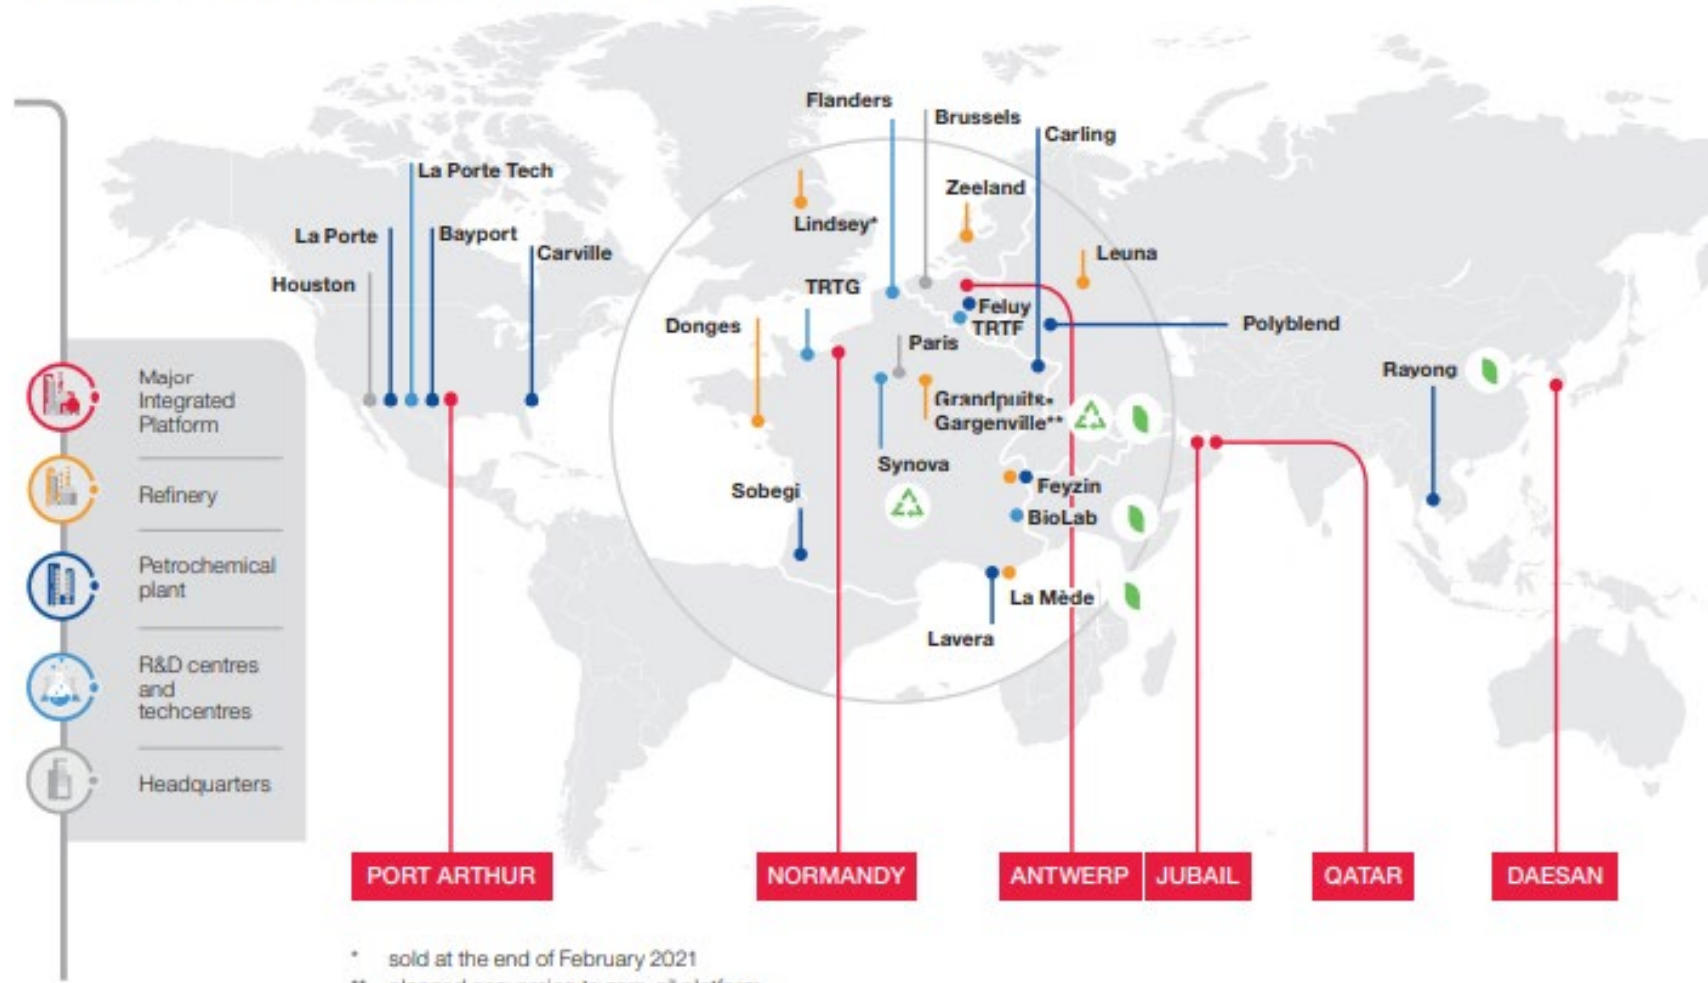 Flanders
Brussels
Carling
La Porte Tech
Zeeland
Lindsey*
La Porte
Bayport
Carville
Leuna
Houston
TRTG
Feluy
TRTF
Donges
Polyblend
Paris
Rayong
Major
Integrated
Platform
Grandpuits-
Gargenville**
Synova
Refinery
Sobegi
Feyzin
BioLab
Petrochemical
plant
La Mède
Lavera
R&D centres
and
techcentres
Headquarters
PORT ARTHUR
NORMANDY
ANTWERP
JUBAIL
QATAR
DAESAN
* sold at the end of February 2021